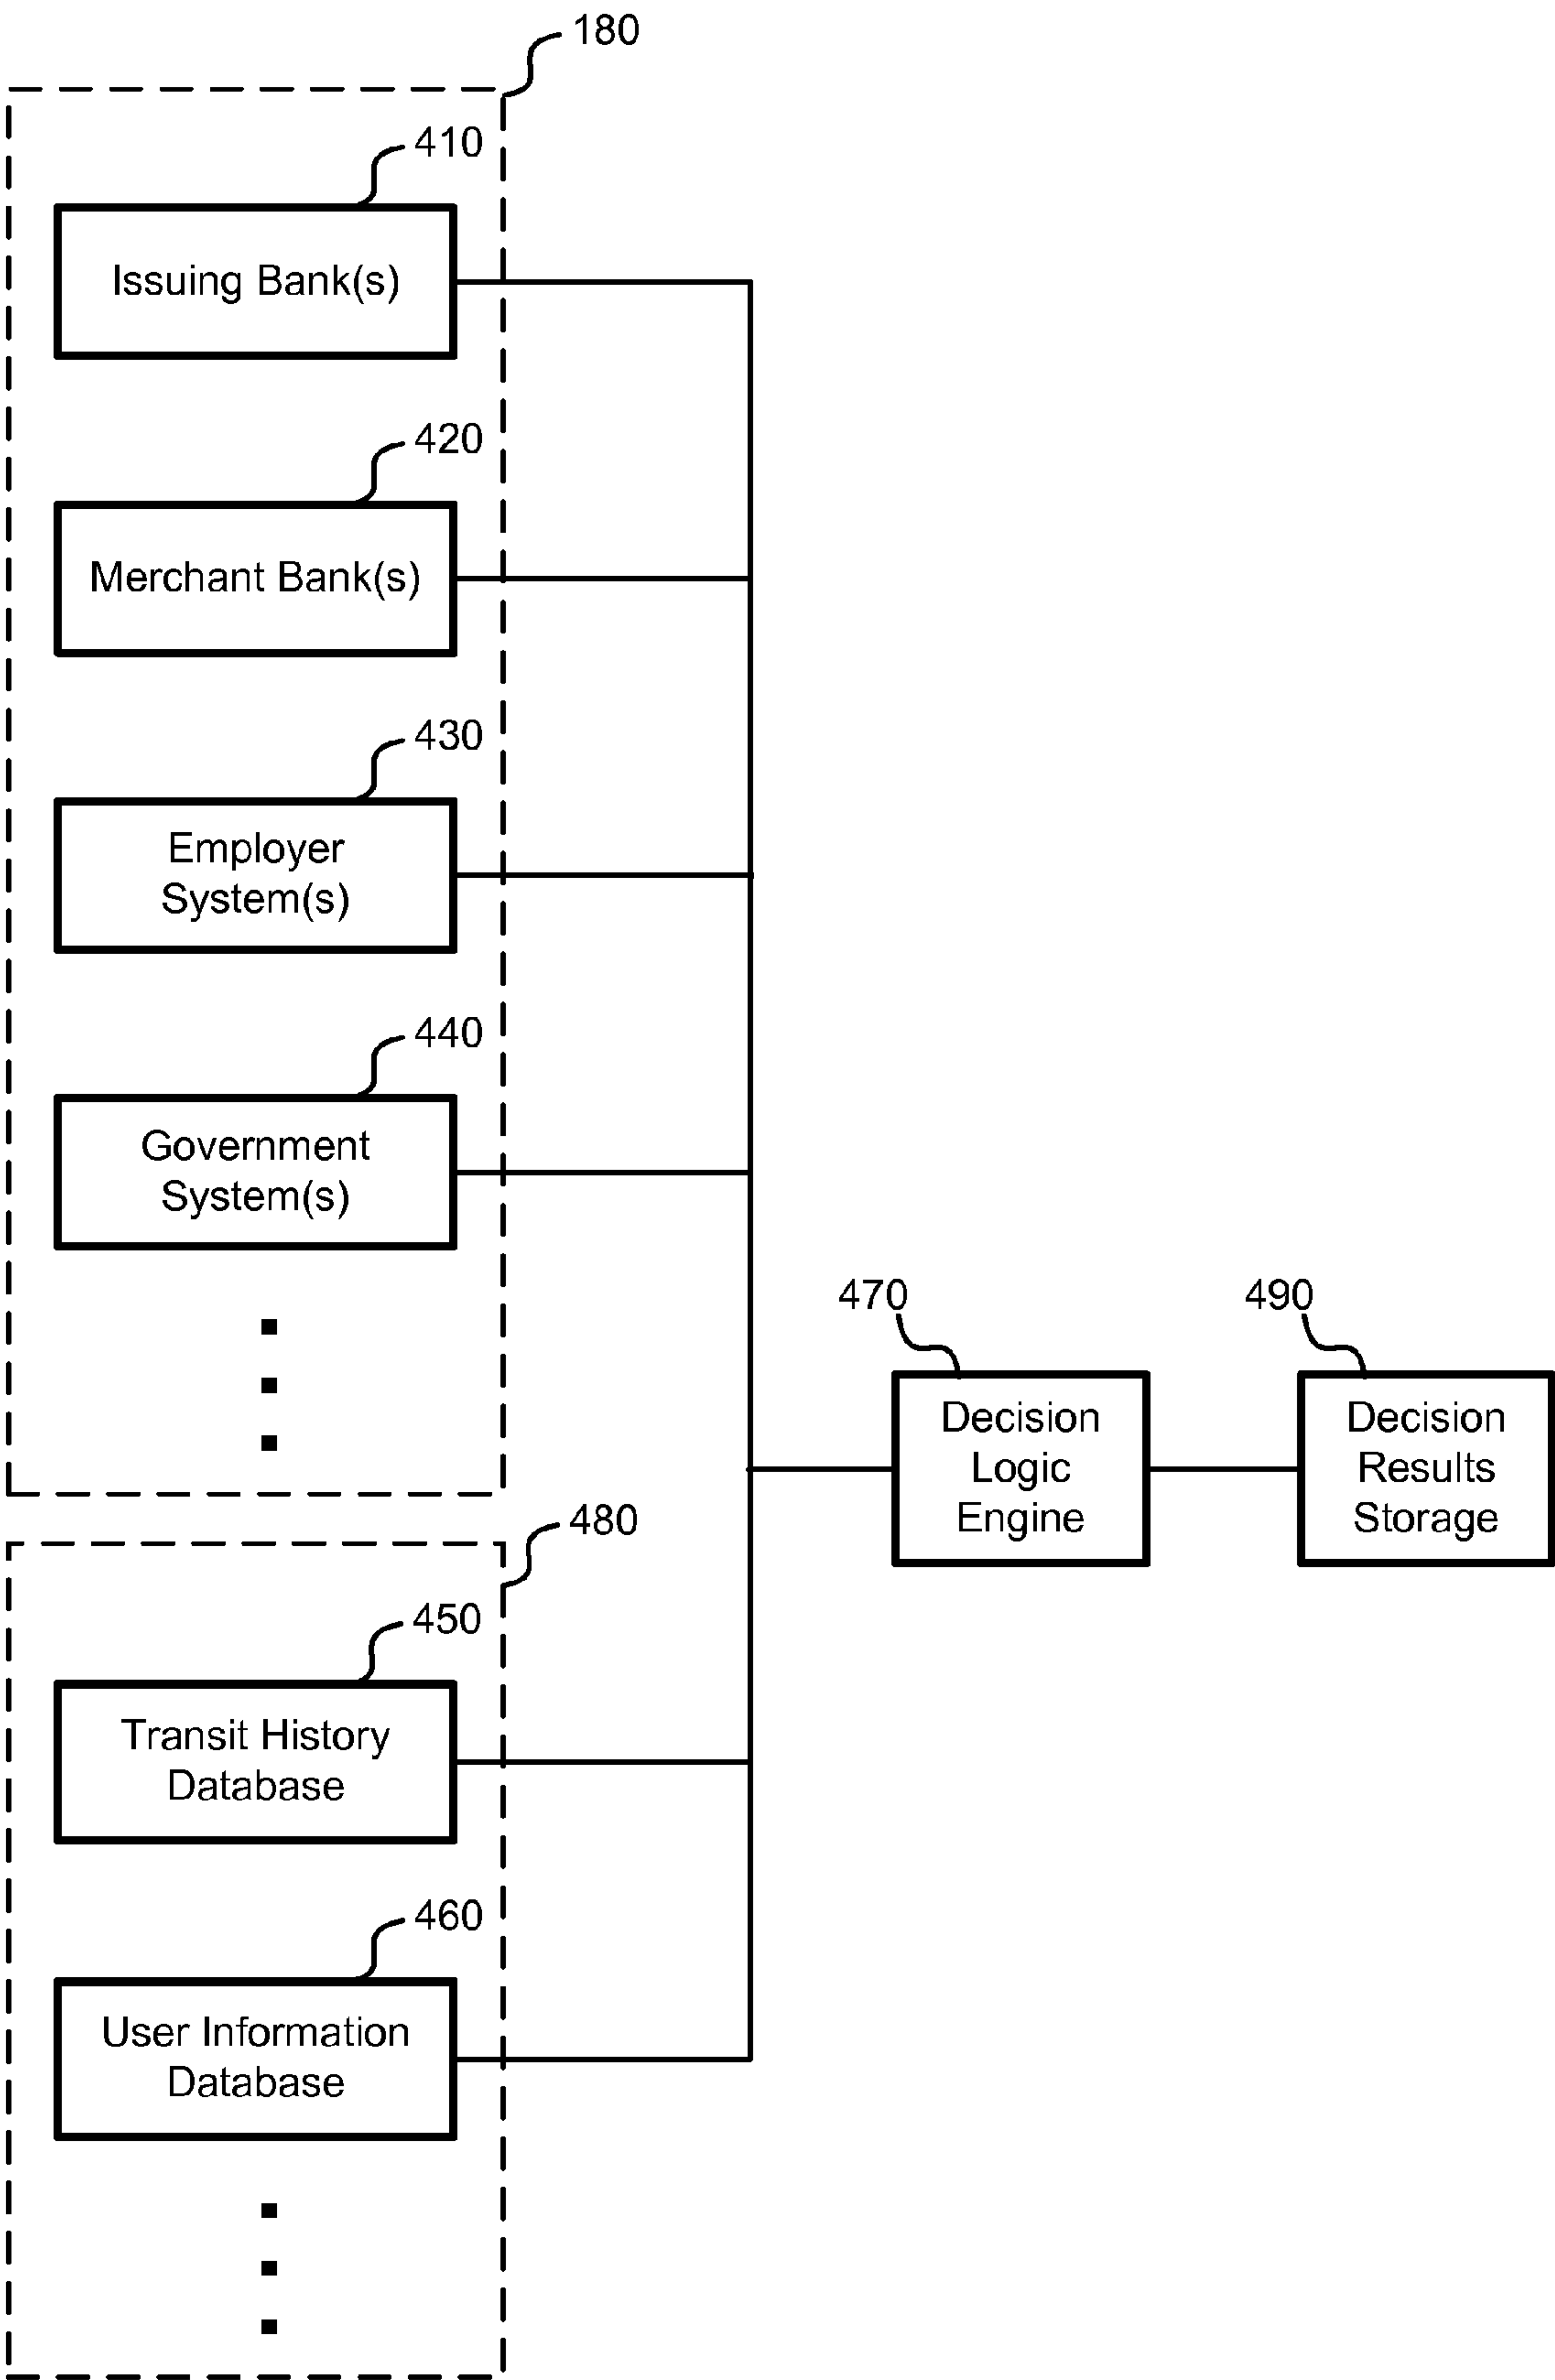 180
410
Issuing Bank(s)
420
Merchant Bank(s)
430
Employer
System(s)
440
Government
System(s)
470
Decision
Logic
Engine
490
Decision
Results
Storage
480
450
Transit History
Database
460
User Information
Database